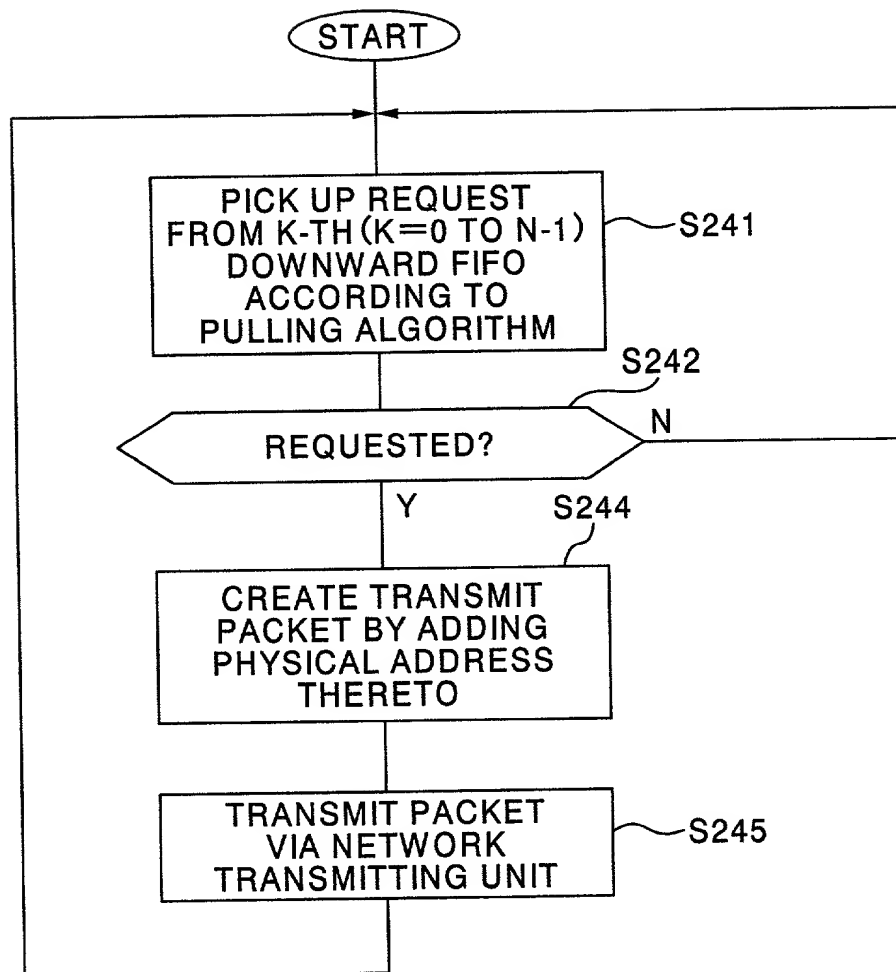 START
PICK UP REQUEST
FROM K-TH(K=0 TO N-1)
DOWNWARD FIFO
ACCORDING TO
PULLING ALGORITHM
S241
S242
REQUESTED?
N
Y
S244
CREATE TRANSMIT
PACKET BY ADDING
PHYSICAL ADDRESS
THERETO
TRANSMIT PACKET
VIA NETWORK
TRANSMITTING UNIT
S245